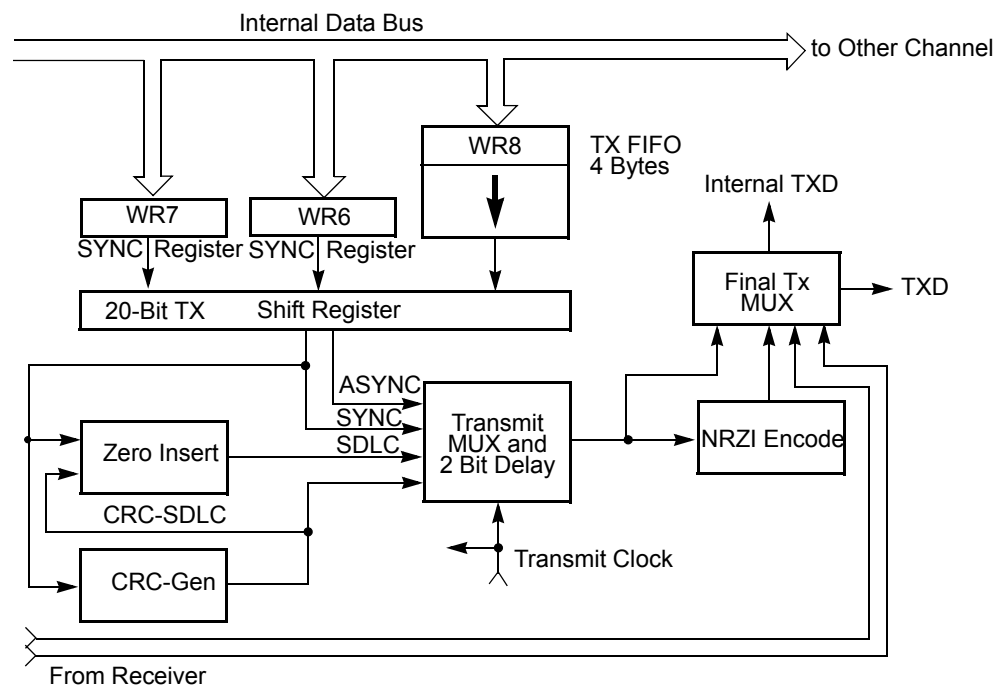 Internal Data Bus
to Other Channel
WR8
TX FIFO
4 Bytes
WR7
SYNC Register
WR6
SYNC Register
Internal TXD
20-Bit TX Shift Register
Final Tx
MUX
TXD
ASYNC
SYNC
SDLC
Transmit
MUX and
2 Bit Delay
NRZI Encode
Zero Insert
CRC-SDLC
CRC-Gen
Transmit Clock
From Receiver